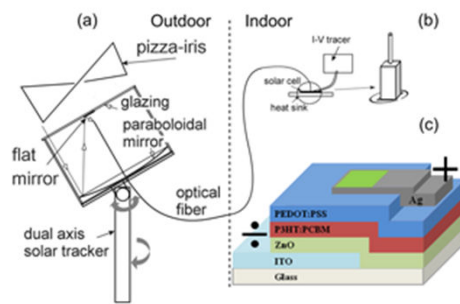 (a)
Outdoor
Indoor
(b)
pizza-iris
I-V tracer
solar cell
heat sink
glazing
paraboloidal
mirror
flat
mirror
optical
fiber
dual axis
solar tracker
(c)
+
Ag
PEDOT:PSS
P3HT:PCBM
ZnO
ITO
Glass
÷